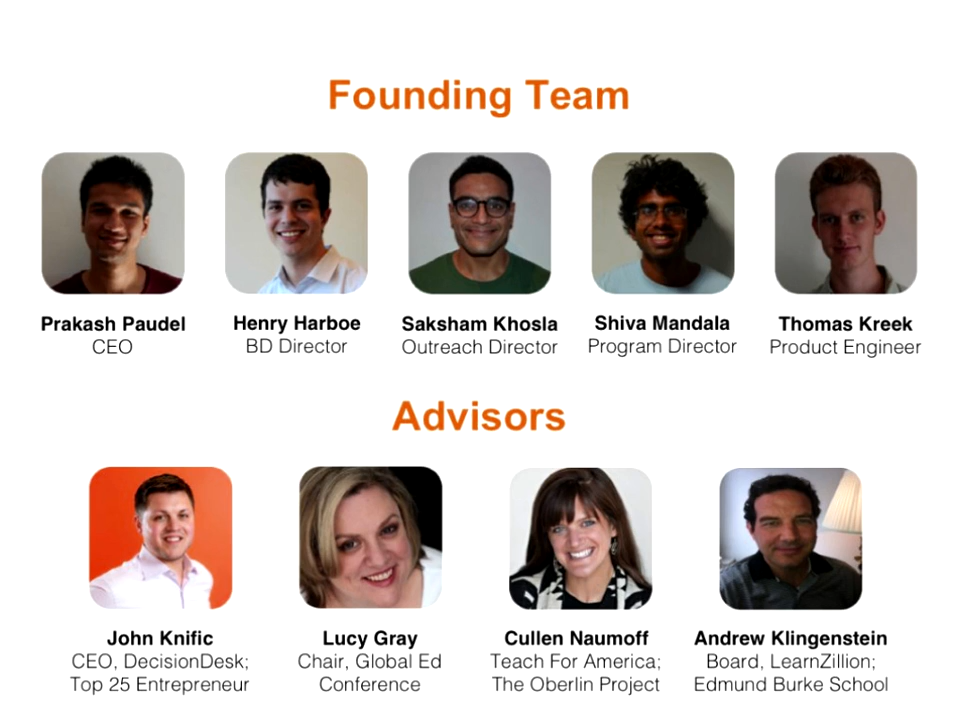 Founding Team
Prakash Paudel
CEO
Henry Harboe
BD Director
Saksham Khosla
Outreach Director
Shiva Mandala
Program Director
Thomas Kreek
Product Engineer
Advisors
John Knific
CEO, DecisionDesk;
Top 25 Entrepreneur
Lucy Gray
Chair, Global Ed
Conference
Cullen Naumoff
Teach For America;
The Oberlin Project
Andrew Klingenstein
Board, LearnZillion;
Edmund Burke School